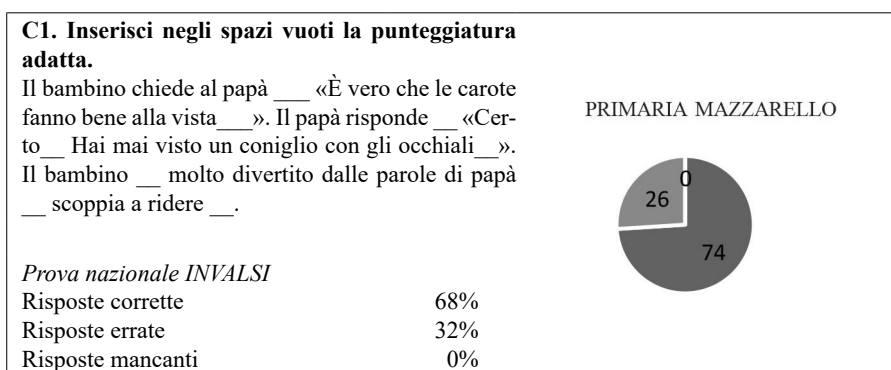 C1. Inserisci negli spazi vuoti la punteggiatura
adatta.
Il bambino chiede al papà ___ «È vero che le carote
fanno bene alla vista___». Il papà risponde __ «Cer-
to__ Hai mai visto un coniglio con gli occhiali__».
Il bambino __ molto divertito dalle parole di papà
__ scoppia a ridere __.
Prova nazionale INVALSI
Risposte corrette 68%
Risposte errate 32%
Risposte mancanti 0%
PRIMARIA MAZZARELLO
0
26
74